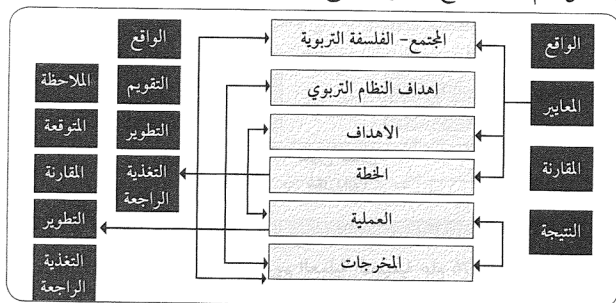 الواقع
المعايير
المقارنة
النتيجة
المجتمع - الفلسفة التربوية
اهداف النظام التربوي
الاهداف
الخطة
العملية
المخرجات
الواقع
التقويم
التطوير
التغذية
الراجعة
الملاحظة
المتوقعة
المقارنة
التطوير
التغذية
الراجعة